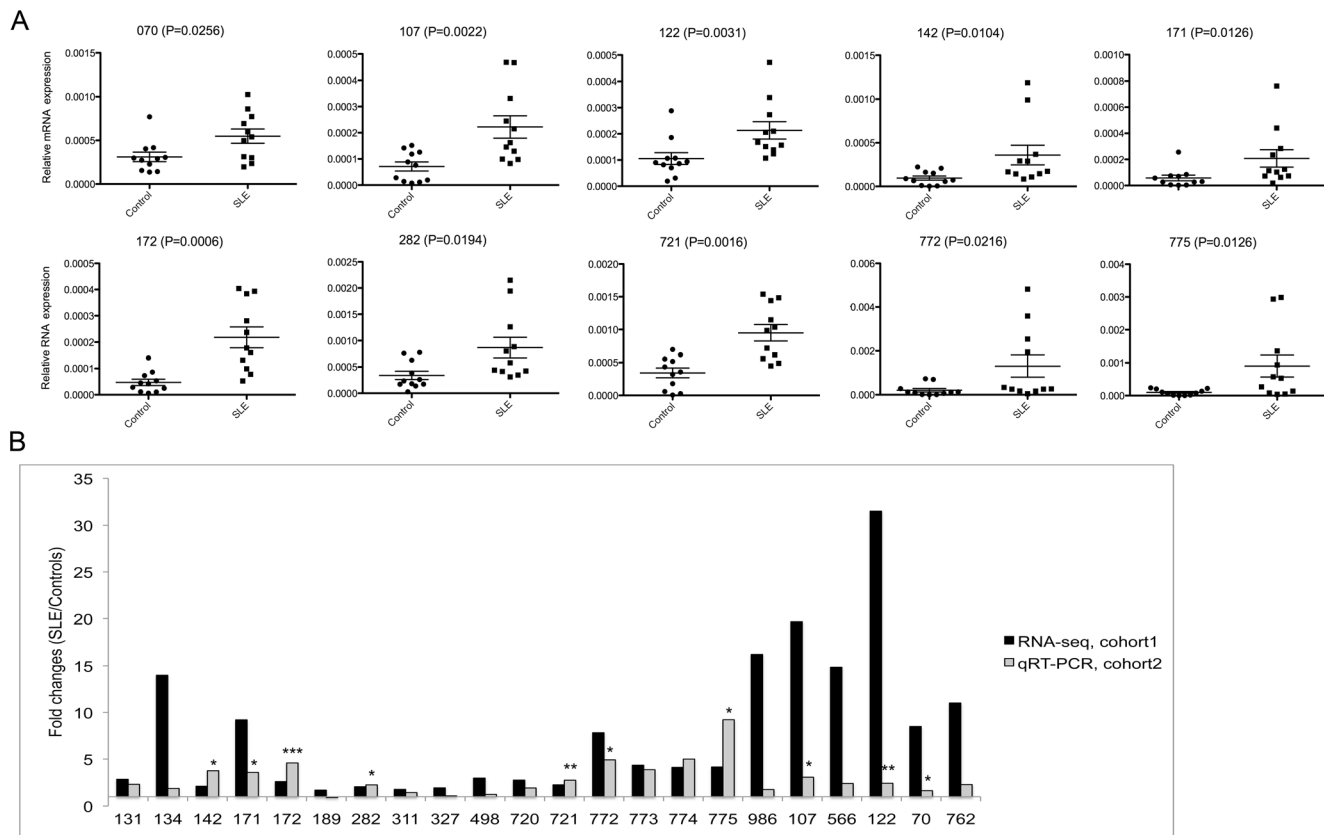 A
070 (P=0.0256)
107 (P=0.0022)
122 (P=0.0031)
142 (P=0.0104)
171 (P=0.0126)
Relative mRNA expression
0.0015
0.0010
0.0005
0.0000
Control
SLE
0.0005
0.0004
0.0003
0.0002
0.0001
0.0000
Control
SLE
0.0006
0.0004
0.0002
0.0000
Control
SLE
0.0015
0.0010
0.0005
0.0000
Control
SLE
0.0010
0.0008
0.0006
0.0004
0.0002
0.0000
Control
SLE
172 (P=0.0006)
282 (P=0.0194)
721 (P=0.0016)
772 (P=0.0216)
775 (P=0.0126)
Relative RNA expression
0.0005
0.0004
0.0003
0.0002
0.0001
0.0000
Control
SLE
0.0025
0.0020
0.0015
0.0010
0.0005
0.0000
Control
SLE
0.0020
0.0015
0.0010
0.0005
0.0000
Control
SLE
0.006
0.004
0.002
0.000
Control
SLE
0.004
0.003
0.002
0.001
0.000
Control
SLE
B
Fold changes (SLE/Controls)
35
30
25
20
15
10
5
0
* * *** * ** * * * ** *
RNA-seq, cohort1
qRT-PCR, cohort2
131 134 142 171 172 189 282 311 327 498 720 721 772 773 774 775 986 107 566 122 70 762